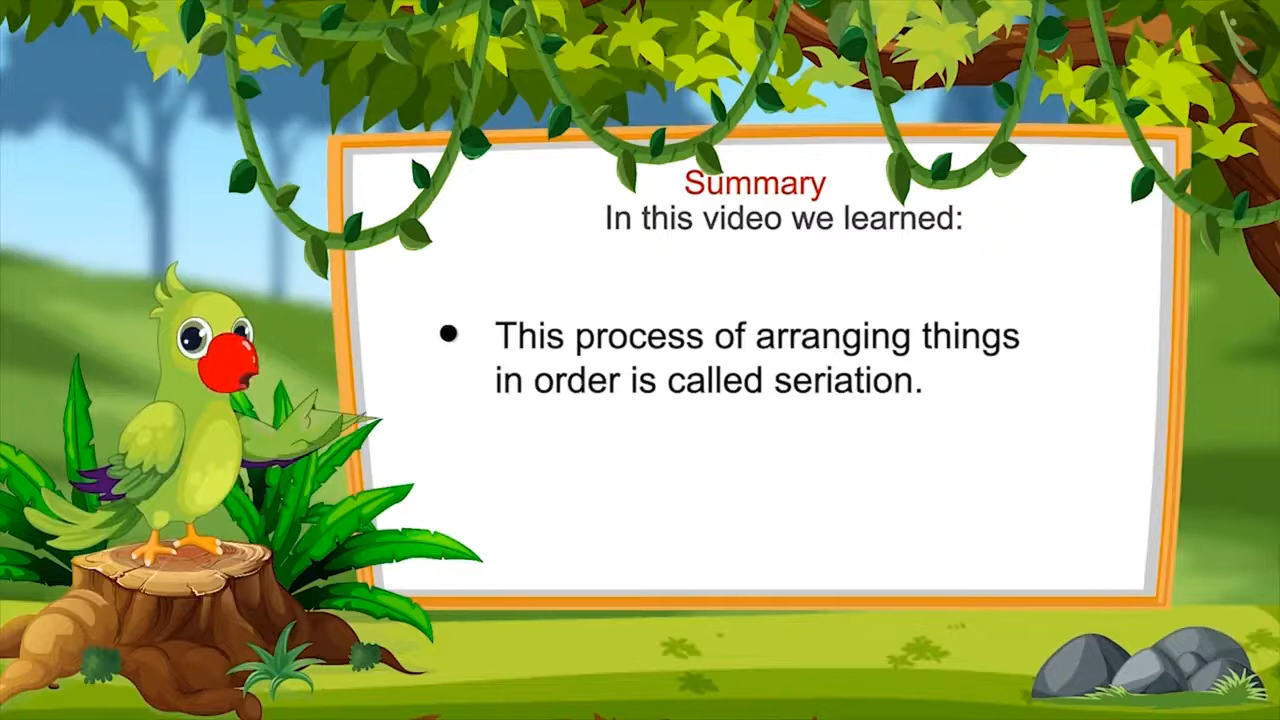 Summary
In this video we learned:
● This process of arranging things
in order is called seriation.